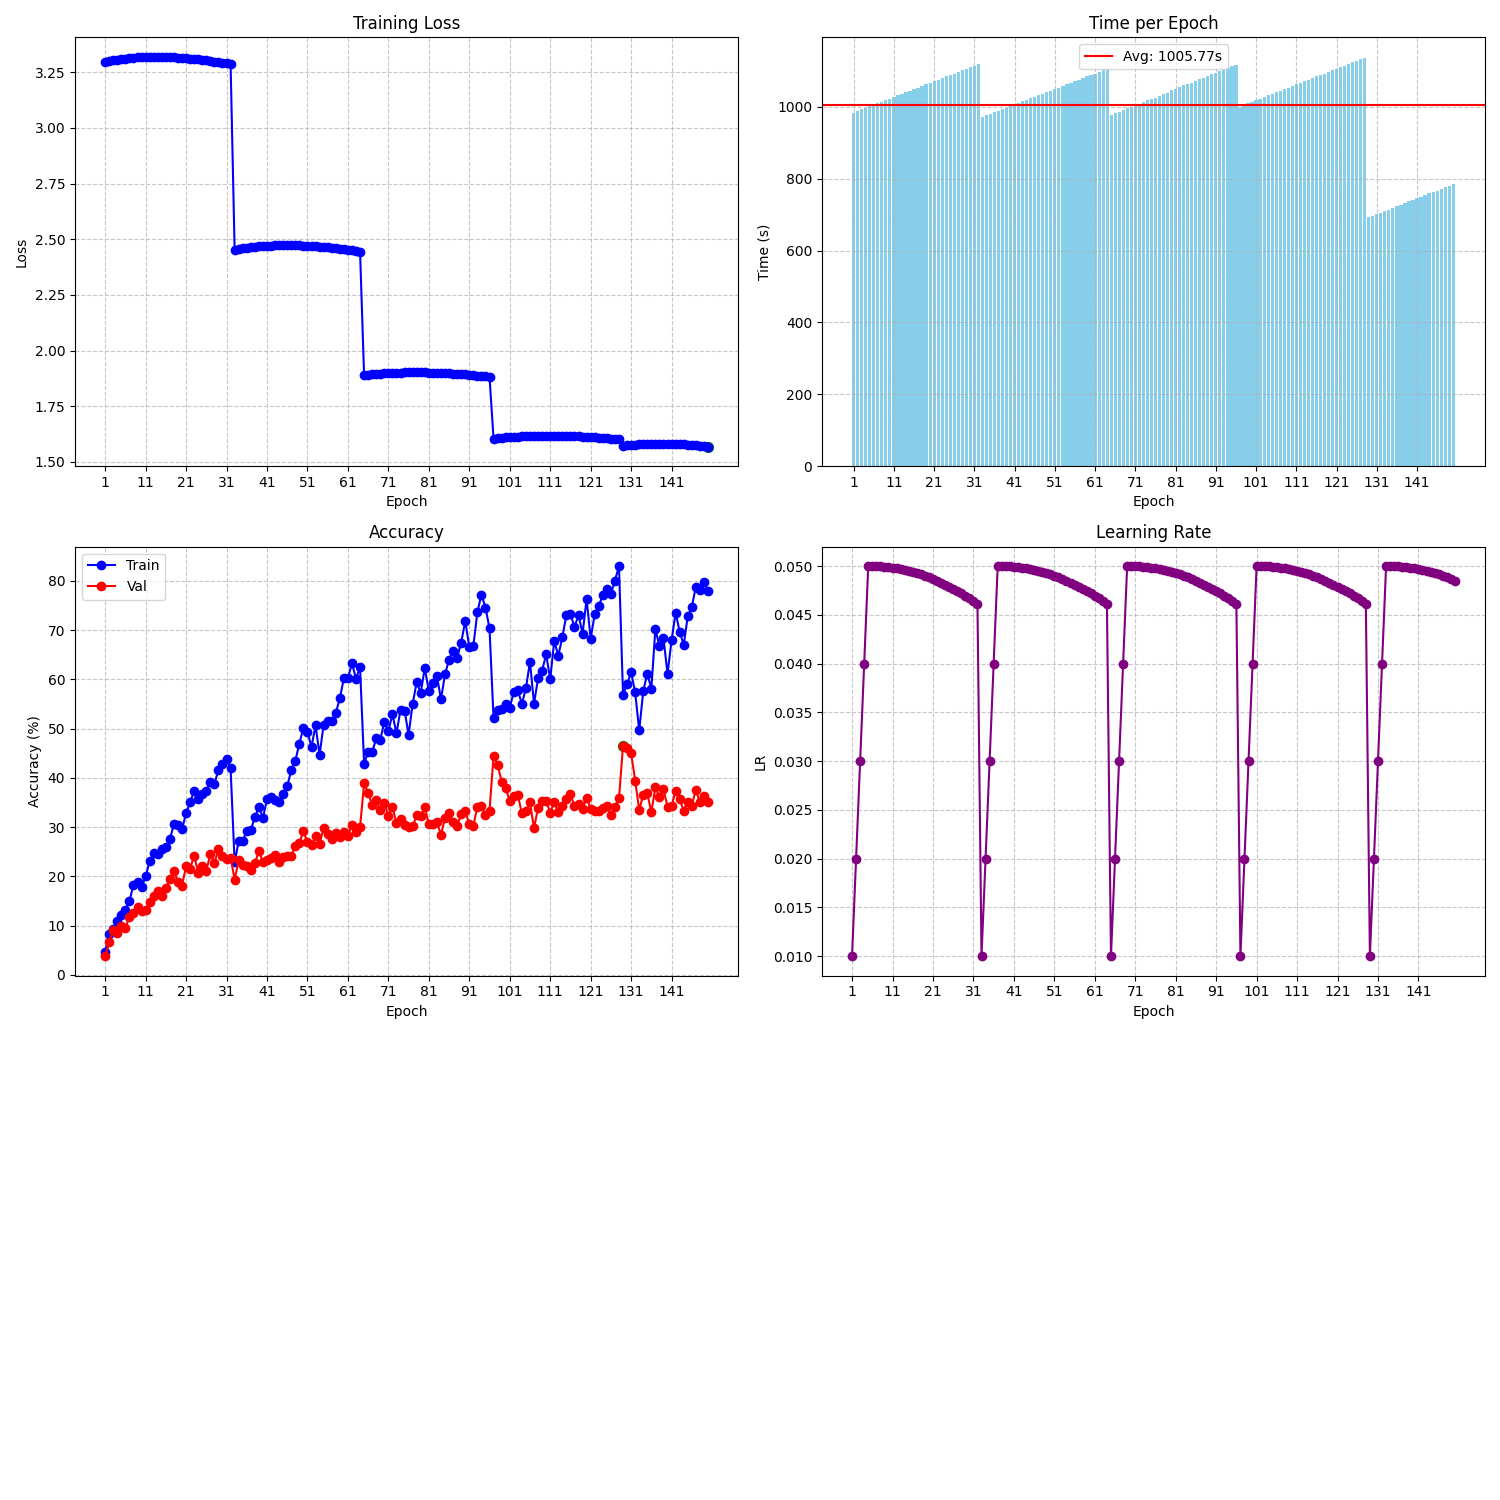 Training Loss
3.25
3.00
2.75
2.50
2.25
2.00
1.75
1.50
Loss
1 11 21 31 41 51 61 71 81 91 101 111 121 131 141
Epoch
Time per Epoch
Avg: 1005.77s
1000
800
600
400
200
0
Time (s)
1 11 21 31 41 51 61 71 81 91 101 111 121 131 141
Epoch
Accuracy
Train
Val
80
70
60
50
40
30
20
10
0
Accuracy (%)
1 11 21 31 41 51 61 71 81 91 101 111 121 131 141
Epoch
Learning Rate
0.050
0.045
0.040
0.035
0.030
0.025
0.020
0.015
0.010
LR
1 11 21 31 41 51 61 71 81 91 101 111 121 131 141
Epoch